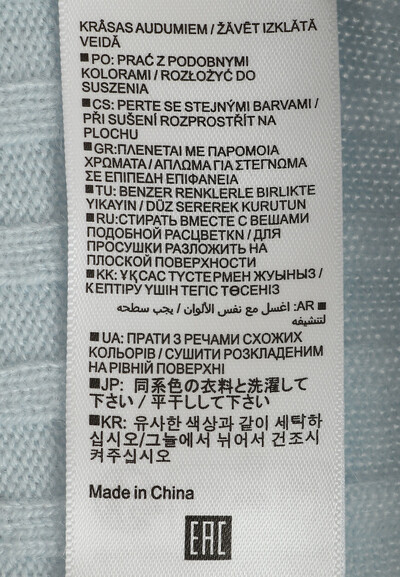 KRÂSAS AUDUMIEM / ŽĀVĒT IZKLĀTĀ
VEIDĀ
■PO: PRAĆ Z PODOBNYMI
KOLORAMI / ROZŁOŻYĆ DO
SUSZENIA
■CS: PERTE SE STEJNÝMI BARVAMI /
PŘI SUŠENÍ ROZPROSTŘÍT NA
PLOCHU
■GR:ΠΛΕΝΕΤΑΙ ΜΕ ΠΑΡΟΜΟΙΑ
ΧΡΩΜΑΤΑ / ΑΠΛΩΜΑ ΓΙΑ ΣΤΕΓΝΩΜΑ
ΣΕ ΕΠΙΠΕΔΗ ΕΠΙΦΑΝΕΙΑ
■TU: BENZER RENKLERLE BIRLIKTE
YIKAYIN / DÜZ SEREREK KURUTUN
■RU:СТИРАТЬ ВМЕСТЕ С ВЕЩАМИ
ПОДОБНОЙ РАСЦВЕТКN / ДЛЯ
ПРОСУШКИ РАЗЛОЖИТЬ НА
ПЛОСКОЙ ПОВЕРХНОСТИ
■KK: ҰҚСАС ТҮСТЕРМЕН ЖУЫНЫЗ /
КЕПТІРУ ҮШІН ТЕГІС ТӨСЕНІЗ
■ AR: اغسل مع نفس الألوان / يجب سطحه
لتنشيفه
■UA: ПРАТИ З РЕЧАМИ СХОЖИХ
КОЛЬОРІВ / СУШИТИ РОЗКЛАДЕНИМ
НА РІВНІЙ ПОВЕРХНІ
■JP: 同系色の衣料と洗濯して
下さい / 平干しして下さい
■KR: 유사한 색상과 같이 세탁하
십시오/그늘에서 뉘어서 건조시
켜주십시오
Made in China
EAC